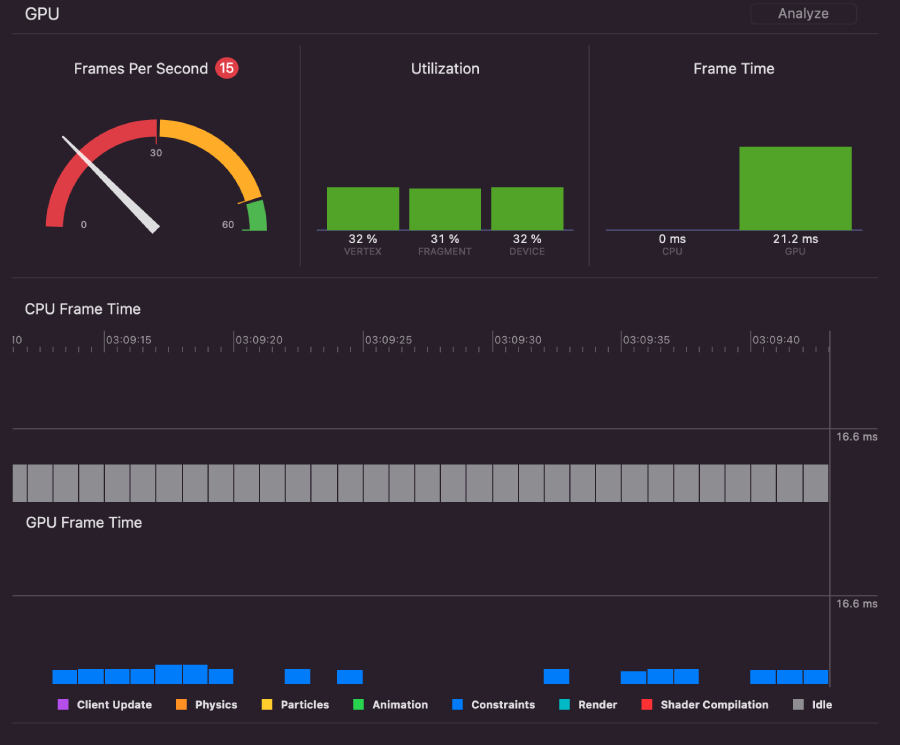 GPU
Analyze
Frames Per Second 15
Utilization
Frame Time
30
0
60
32 %
31 %
32 %
VERTEX
FRAGMENT
DEVICE
0 ms
21.2 ms
CPU
GPU
CPU Frame Time
10 03:09:15 03:09:20 03:09:25 03:09:30 03:09:35 03:09:40
16.6 ms
GPU Frame Time
16.6 ms
Client Update Physics Particles Animation Constraints Render Shader Compilation Idle